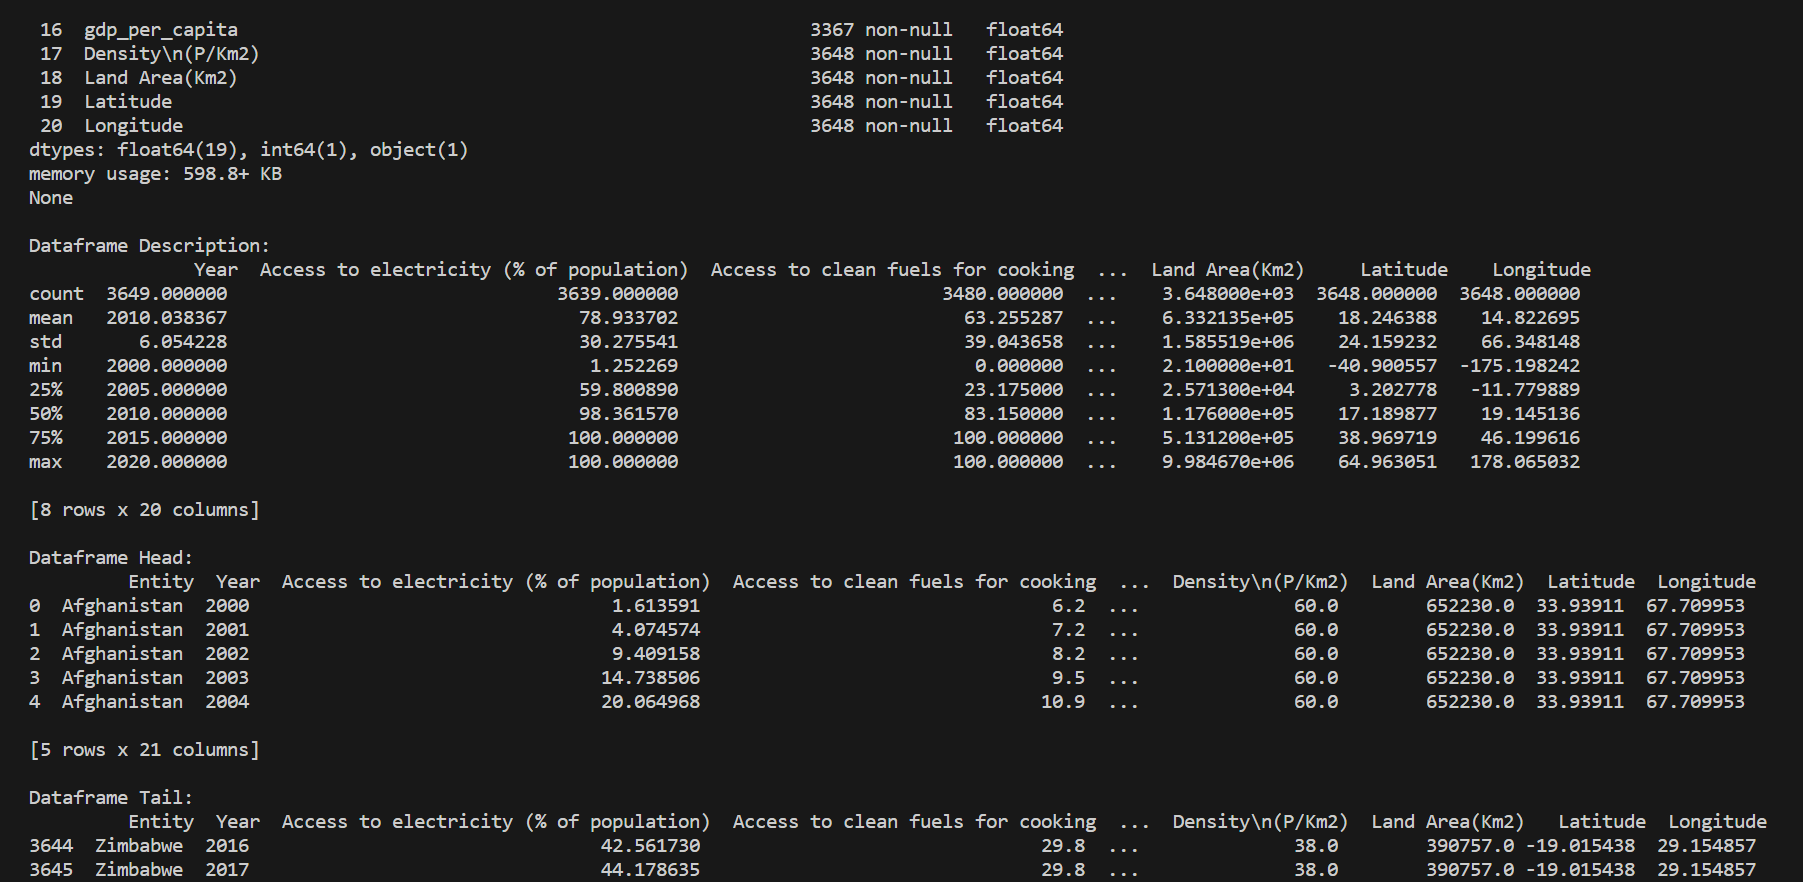 16  gdp_per_capita                                                    3367 non-null   float64
17  Density\n(P/Km2)                                                  3648 non-null   float64
18  Land Area(Km2)                                                    3648 non-null   float64
19  Latitude                                                          3648 non-null   float64
20  Longitude                                                         3648 non-null   float64
dtypes: float64(19), int64(1), object(1)
memory usage: 598.8+ KB
None
Dataframe Description:
Year  Access to electricity (% of population)  Access to clean fuels for cooking  ...  Land Area(Km2)     Latitude    Longitude
count  3649.000000                              3639.000000                        3480.000000  ...    3.648000e+03  3648.000000  3648.000000
mean   2010.038367                                78.933702                          63.255287  ...    6.332135e+05    18.246388    14.822695
std       6.054228                                30.275541                          39.043658  ...    1.585519e+06    24.159232    66.348148
min    2000.000000                                 1.252269                           0.000000  ...    2.100000e+01   -40.900557  -175.198242
25%    2005.000000                                59.800890                          23.175000  ...    2.571300e+04     3.202778   -11.779889
50%    2010.000000                                98.361570                          83.150000  ...    1.176000e+05    17.189877    19.145136
75%    2015.000000                               100.000000                         100.000000  ...    5.131200e+05    38.969719    46.199616
max    2020.000000                               100.000000                         100.000000  ...    9.984670e+06    64.963051   178.065032
[8 rows x 20 columns]
Dataframe Head:
Entity  Year  Access to electricity (% of population)  Access to clean fuels for cooking  ...  Density\n(P/Km2)  Land Area(Km2)  Latitude  Longitude
0  Afghanistan  2000                                 1.613591                                6.2  ...              60.0        652230.0  33.93911  67.709953
1  Afghanistan  2001                                 4.074574                                7.2  ...              60.0        652230.0  33.93911  67.709953
2  Afghanistan  2002                                 9.409158                                8.2  ...              60.0        652230.0  33.93911  67.709953
3  Afghanistan  2003                                14.738506                                9.5  ...              60.0        652230.0  33.93911  67.709953
4  Afghanistan  2004                                20.064968                               10.9  ...              60.0        652230.0  33.93911  67.709953
[5 rows x 21 columns]
Dataframe Tail:
Entity  Year  Access to electricity (% of population)  Access to clean fuels for cooking  ...  Density\n(P/Km2)  Land Area(Km2)   Latitude  Longitude
3644  Zimbabwe  2016                                42.561730                               29.8  ...              38.0        390757.0 -19.015438  29.154857
3645  Zimbabwe  2017                                44.178635                               29.8  ...              38.0        390757.0 -19.015438  29.154857